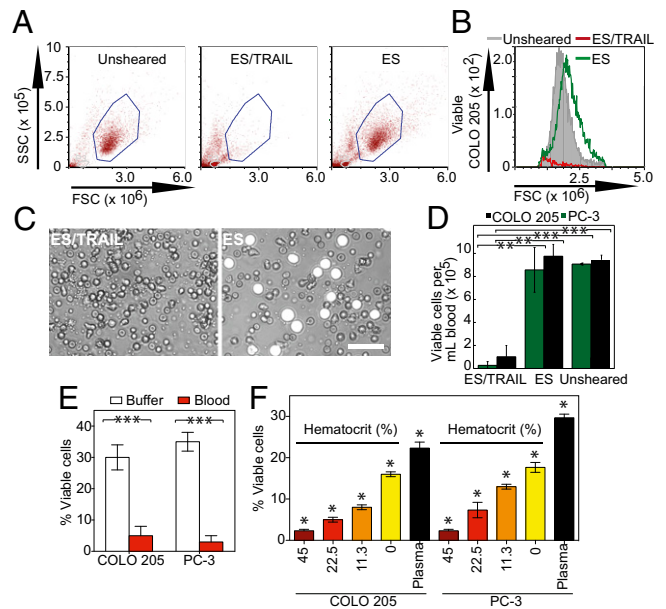 A
Unsheared
ES/TRAIL
ES
SSC (x 10⁵)
10
7.5
5.0
2.5
0
0 3.0 6.0
3.0 6.0
3.0 6.0
FSC (x 10⁶)
B
Unsheared ES/TRAIL
ES
Viable
COLO 205 (x 10²)
2.0
1.0
0
2.5 5.0
FSC (x 10⁶)
C
ES/TRAIL
ES
D
COLO 205
PC-3
***
***
**
**
Viable cells per
mL blood (x 10⁵)
10
8
6
4
2
0
ES/TRAIL ES Unsheared
E
Buffer Blood
*** ***
% Viable cells
40
30
20
10
0
COLO 205 PC-3
F
Hematocrit (%) Hematocrit (%)
% Viable cells
30
20
10
0
* * * * * * * * * *
45 22.5 11.3 0 Plasma 45 22.5 11.3 0 Plasma
COLO 205 PC-3